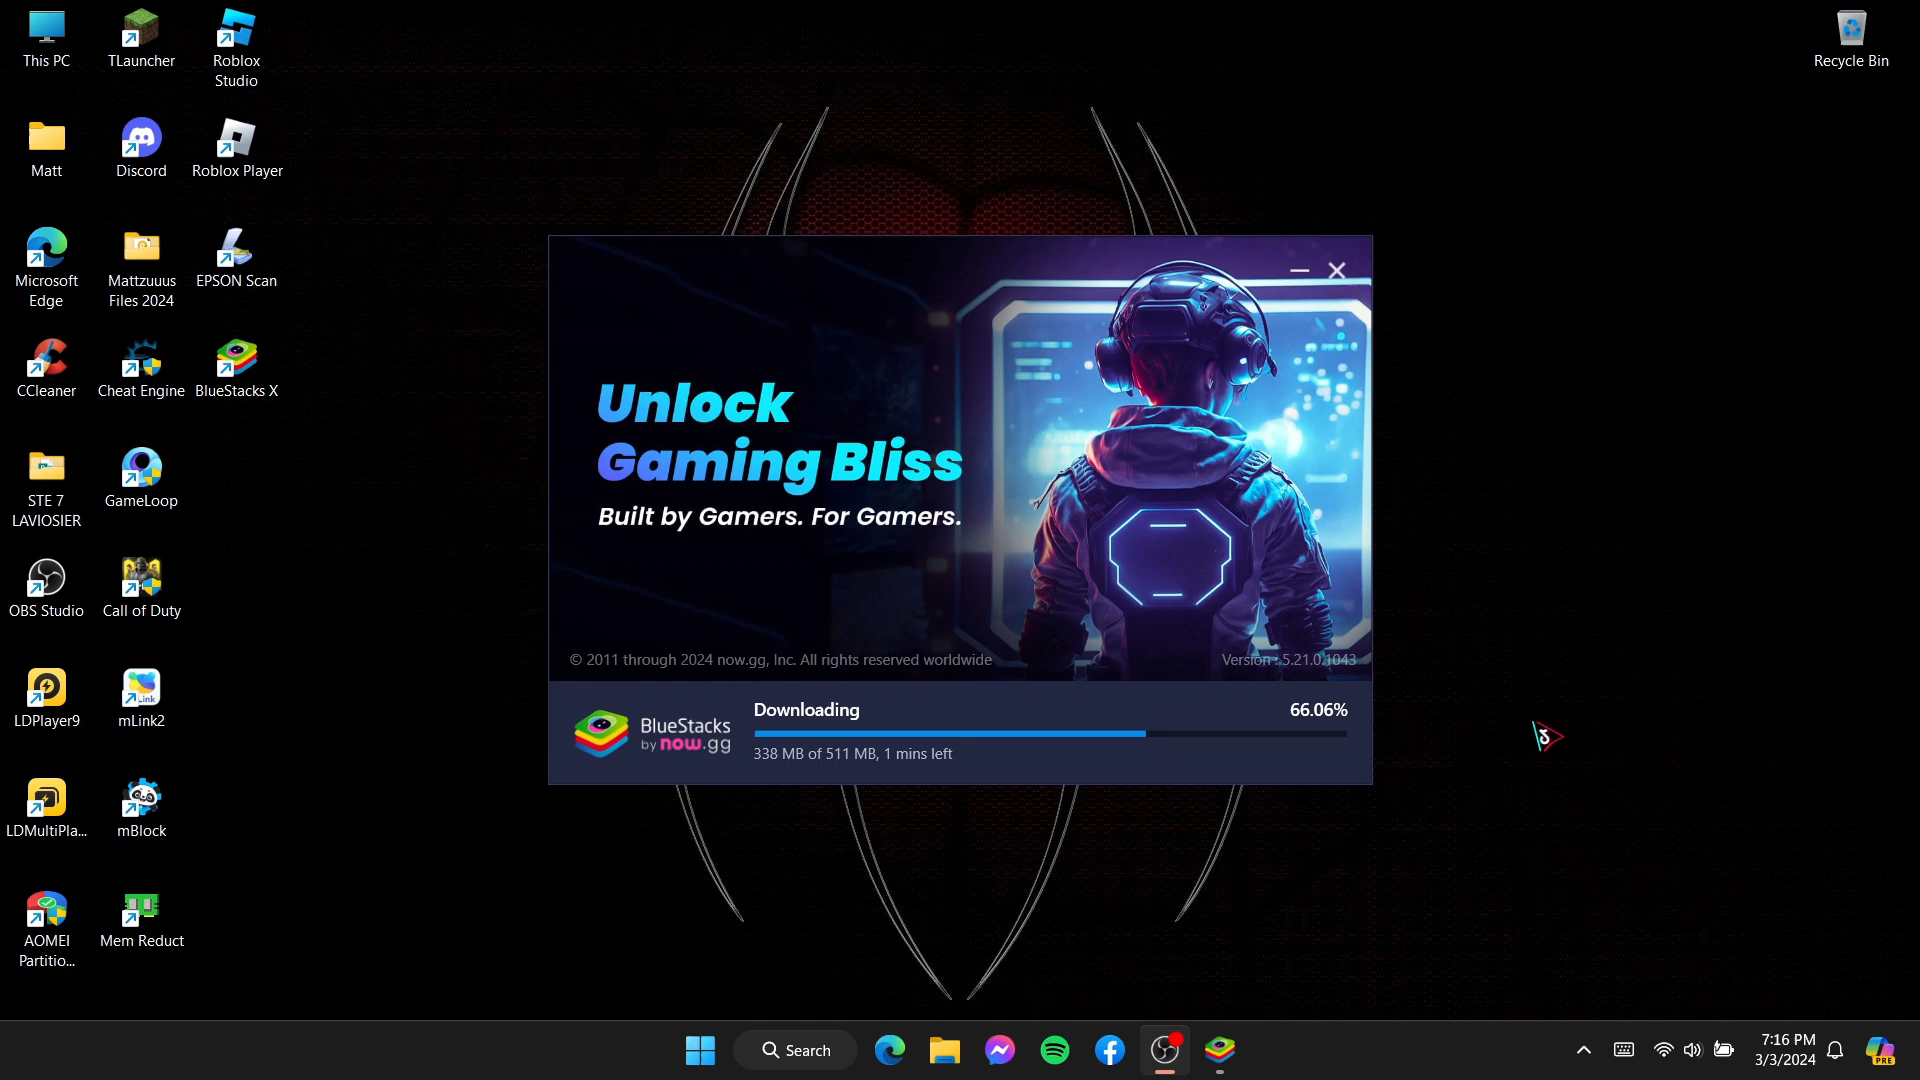 This PC
TLauncher
Roblox
Studio
Recycle Bin
Matt
Discord
Roblox Player
Microsoft
Edge
Mattzuuus
Files 2024
EPSON Scan
CCleaner
Cheat Engine
BlueStacks X
STE 7
LAVIOSIER
GameLoop
OBS Studio
Call of Duty
LDPlayer9
Link
mLink2
LDMultiPla...
mBlock
AOMEI
Partitio...
Mem Reduct
Unlock
Gaming Bliss
Built by Gamers. For Gamers.
© 2011 through 2024 now.gg, Inc. All rights reserved worldwide
Version : 5.21.0.1043
BlueStacks
by now.gg
Downloading
66.06%
338 MB of 511 MB, 1 mins left
Search
7:16 PM
3/3/2024
PRE